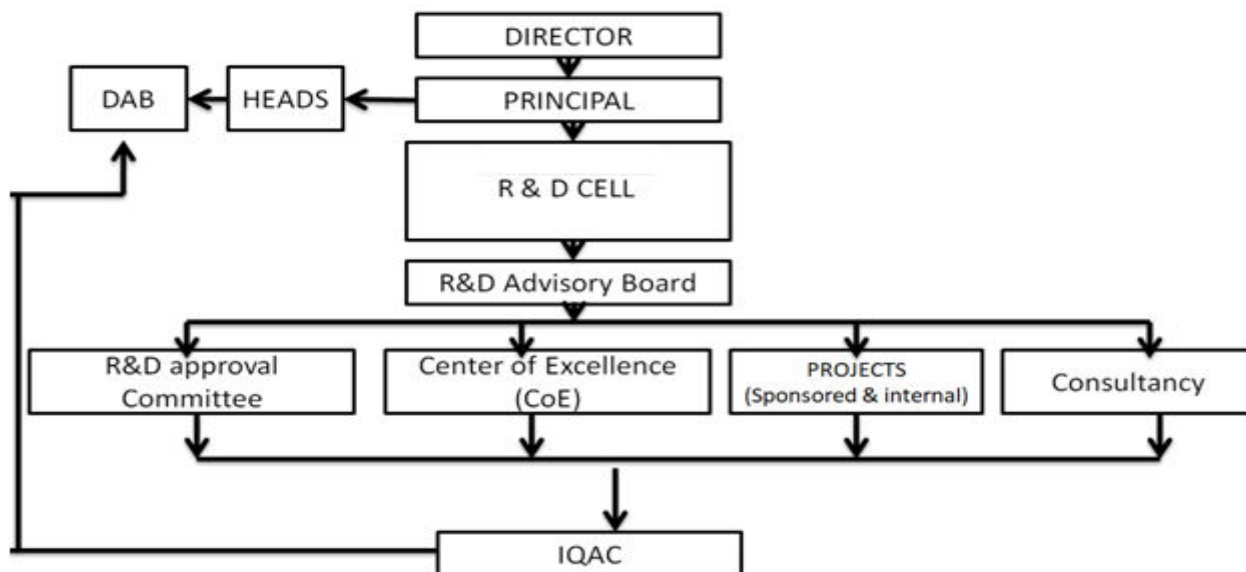 DIRECTOR
DAB
HEADS
PRINCIPAL
R & D CELL
R&D Advisory Board
R&D approval
Committee
Center of Excellence
(CoE)
PROJECTS
(Sponsored & internal)
Consultancy
IQAC